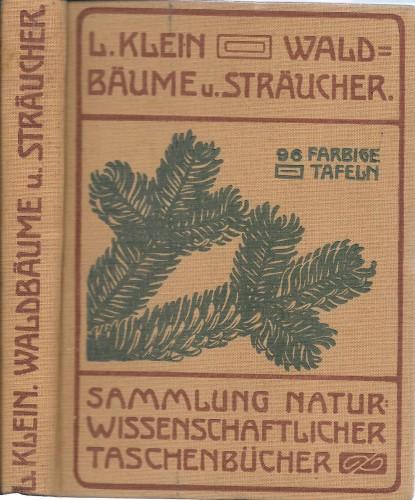 L. KLEIN. WALDBÄUME u. STRÄUCHER.
L. KLEIN WALD=
BÄUME u. STRÄUCHER.
96 FARBIGE
TAFELN
SAMMLUNG NATUR=
WISSENSCHAFTLICHER
TASCHENBÜCHER